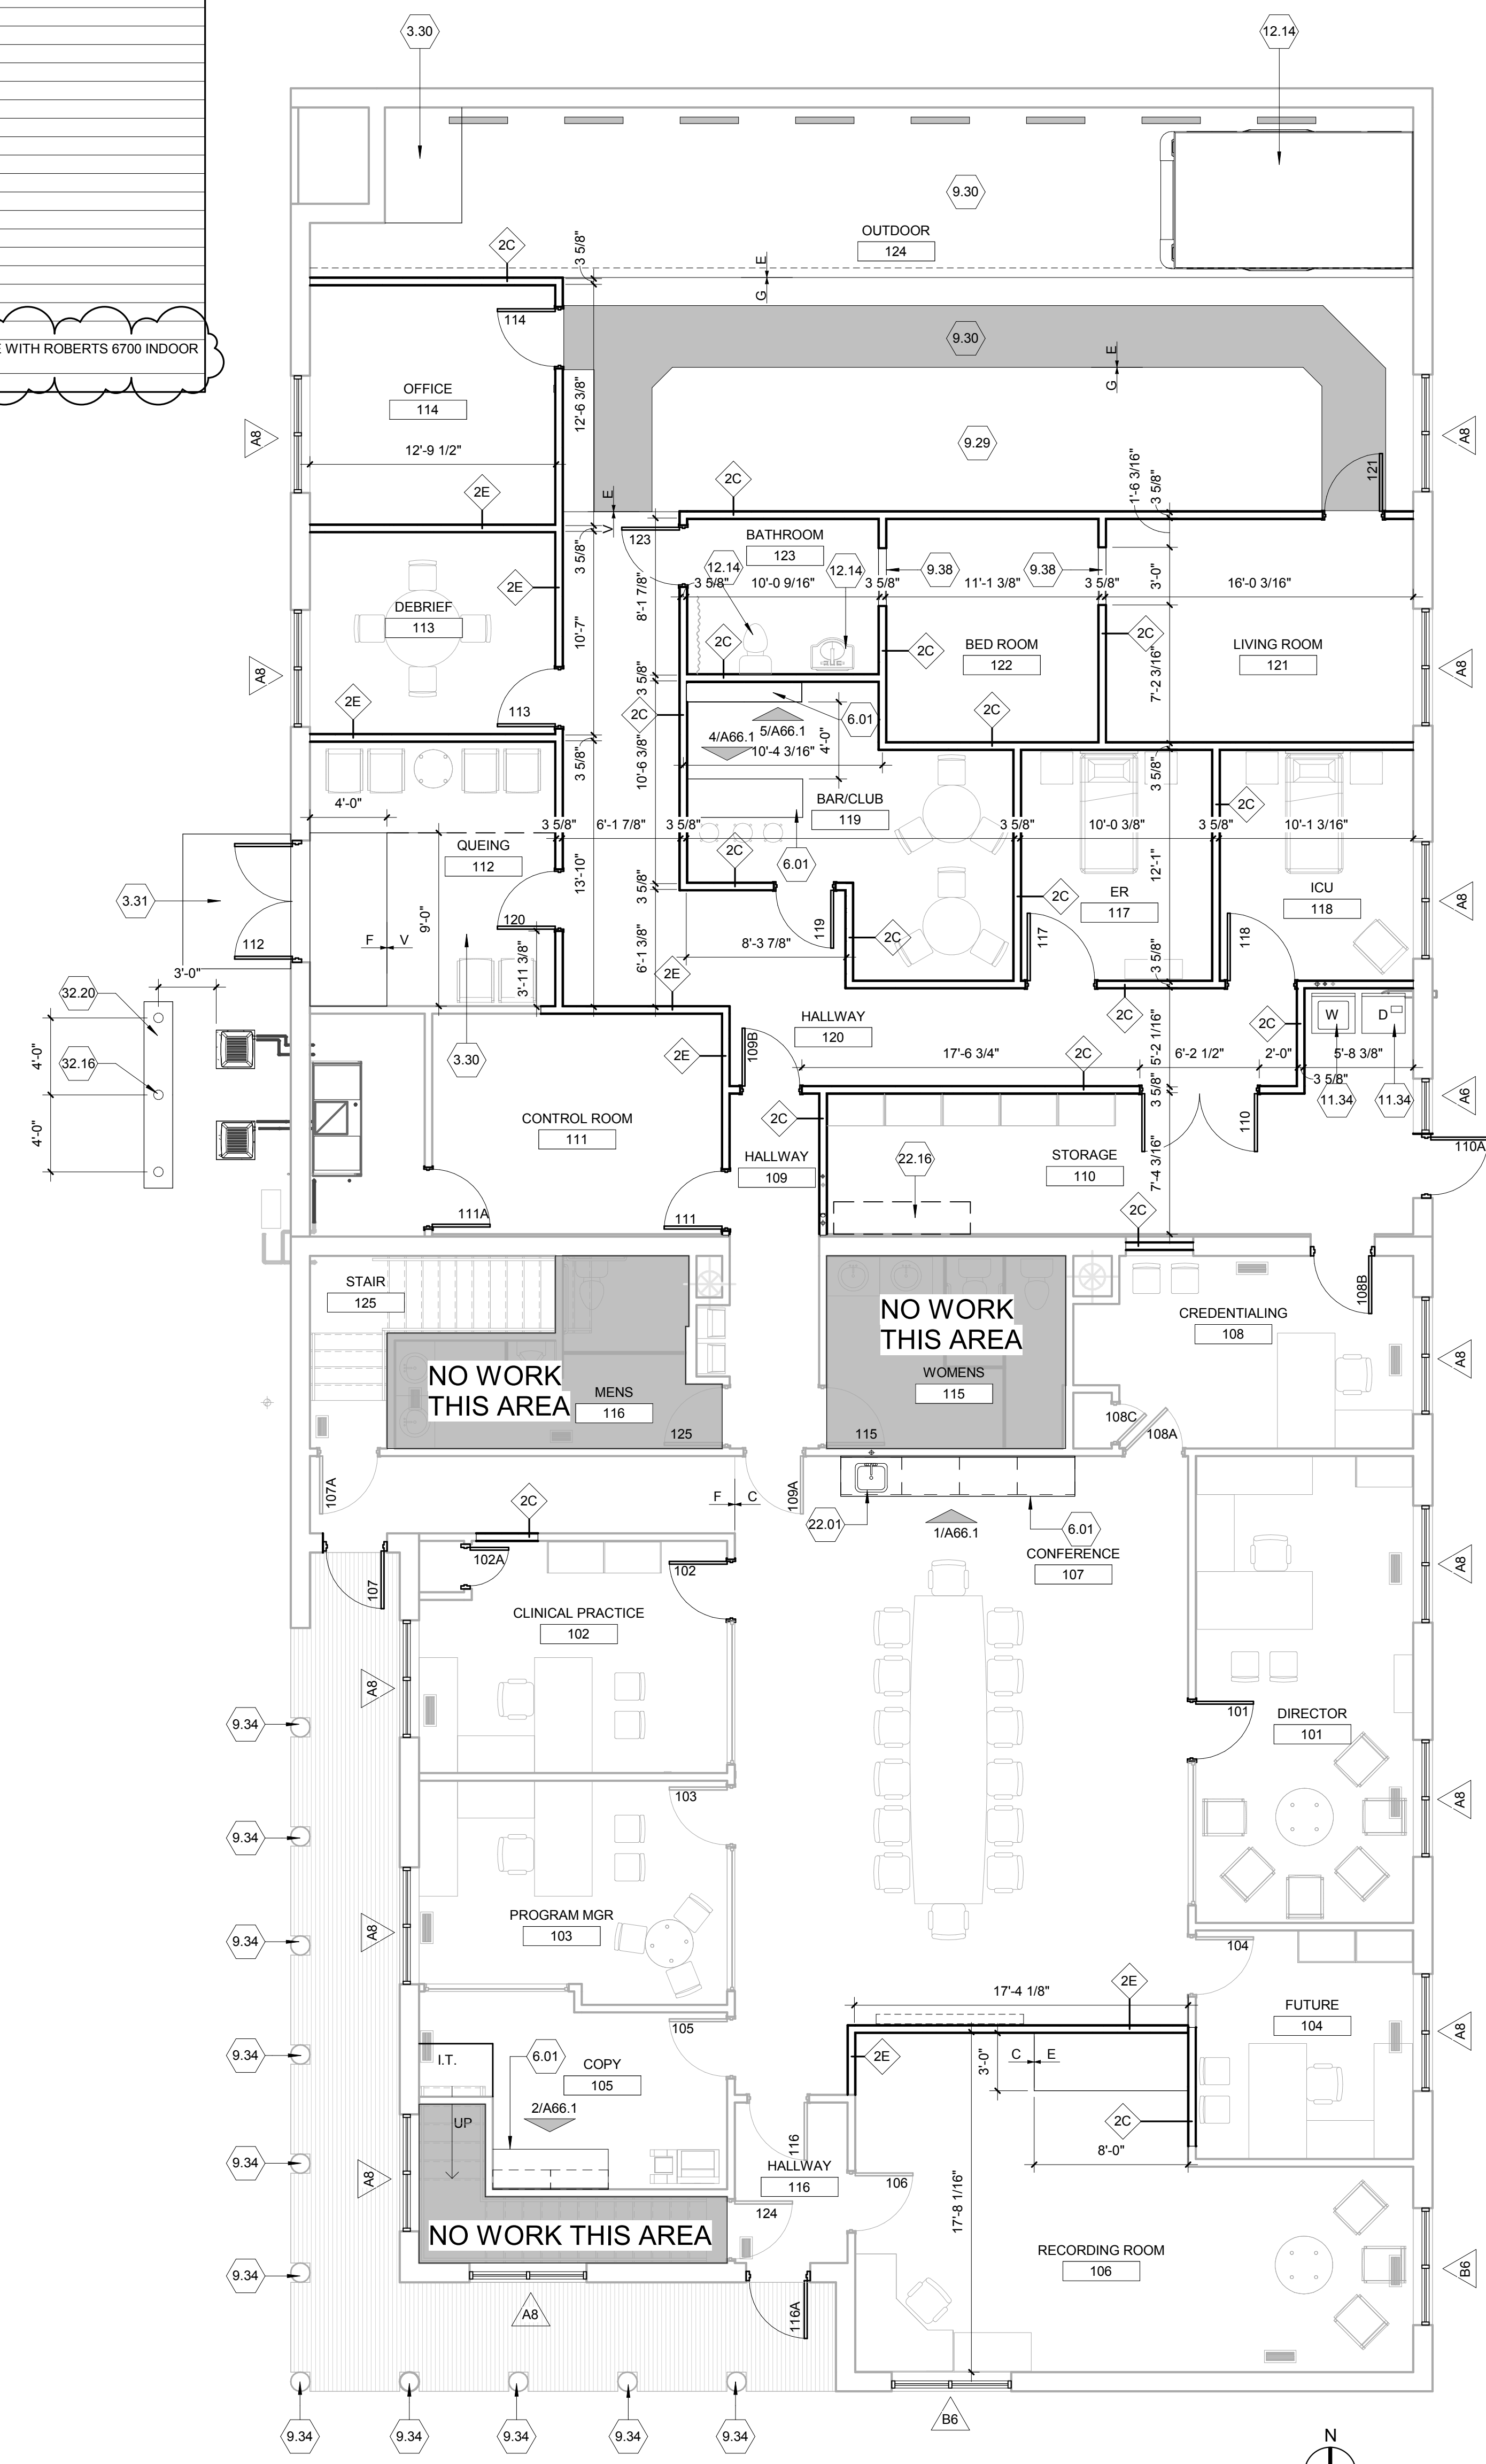 3.30
12.14
9.30
OUTDOOR
124
2C
3 5/8"
E
G
114
E WITH ROBERTS 6700 INDOOR
9.30
E
G
OFFICE
114
12'-6 3/8"
12'-9 1/2"
A8
9.29
A8
121
1'-6 3/16"
3 5/8"
2E
2C
E
V
123
BATHROOM
123
12.14
12.14
9.38
9.38
3 5/8"
10'-0 9/16"
3 5/8"
11'-1 3/8"
3 5/8"
16'-0 3/16"
3'-0"
3 5/8"
2E
8'-1 7/8"
DEBRIEF
113
10'-7"
2C
2C
BED ROOM
122
2C
LIVING ROOM
121
A8
A8
7'-2 3/16"
3 5/8"
2E
113
2C
6.01
2C
5/A66.1
4/A66.1
10'-4 3/16"
4'-0"
3 5/8"
10'-6 3/8"
3 5/8"
4'-0"
BAR/CLUB
119
2C
3 5/8"
6'-1 7/8"
3 5/8"
3 5/8"
10'-0 3/8"
3 5/8"
10'-1 3/16"
QUEING
112
2C
6.01
13'-10"
3 5/8"
12'-1"
ER
117
2C
ICU
118
A8
3.31
112
9'-0"
120
119
2C
117
118
F
V
3'-11 3/8"
6'-1 3/8"
8'-3 7/8"
3 5/8"
3'-0"
2E
32.20
HALLWAY
120
2C
2C
W
D
4'-0"
32.16
3.30
2E
109B
17'-6 3/4"
2C
5'-2 1/16"
6'-2 1/2"
2'-0"
5'-8 3/8"
3 5/8"
3 5/8"
11.34
11.34
A6
4'-0"
CONTROL ROOM
111
2C
110
110A
HALLWAY
109
22.16
STORAGE
110
7'-4 3/16"
111A
111
2C
STAIR
125
NO WORK
THIS AREA
108B
CREDENTIALING
108
A8
NO WORK
THIS AREA
MENS
116
WOMENS
115
125
115
108C
108A
107A
F
C
109A
2C
22.01
1/A66.1
6.01
CONFERENCE
107
A8
102A
102
107
CLINICAL PRACTICE
102
A8
101
DIRECTOR
101
9.34
103
A8
9.34
PROGRAM MGR
103
A8
9.34
104
17'-4 1/8"
2E
FUTURE
104
A8
105
9.34
I.T.
6.01
COPY
105
2E
3'-0"
C
E
2/A66.1
UP
2C
116
8'-0"
9.34
A8
HALLWAY
116
106
17'-8 1/16"
124
NO WORK THIS AREA
RECORDING ROOM
106
B6
9.34
A8
116A
B6
9.34
9.34
9.34
9.34
9.34
N